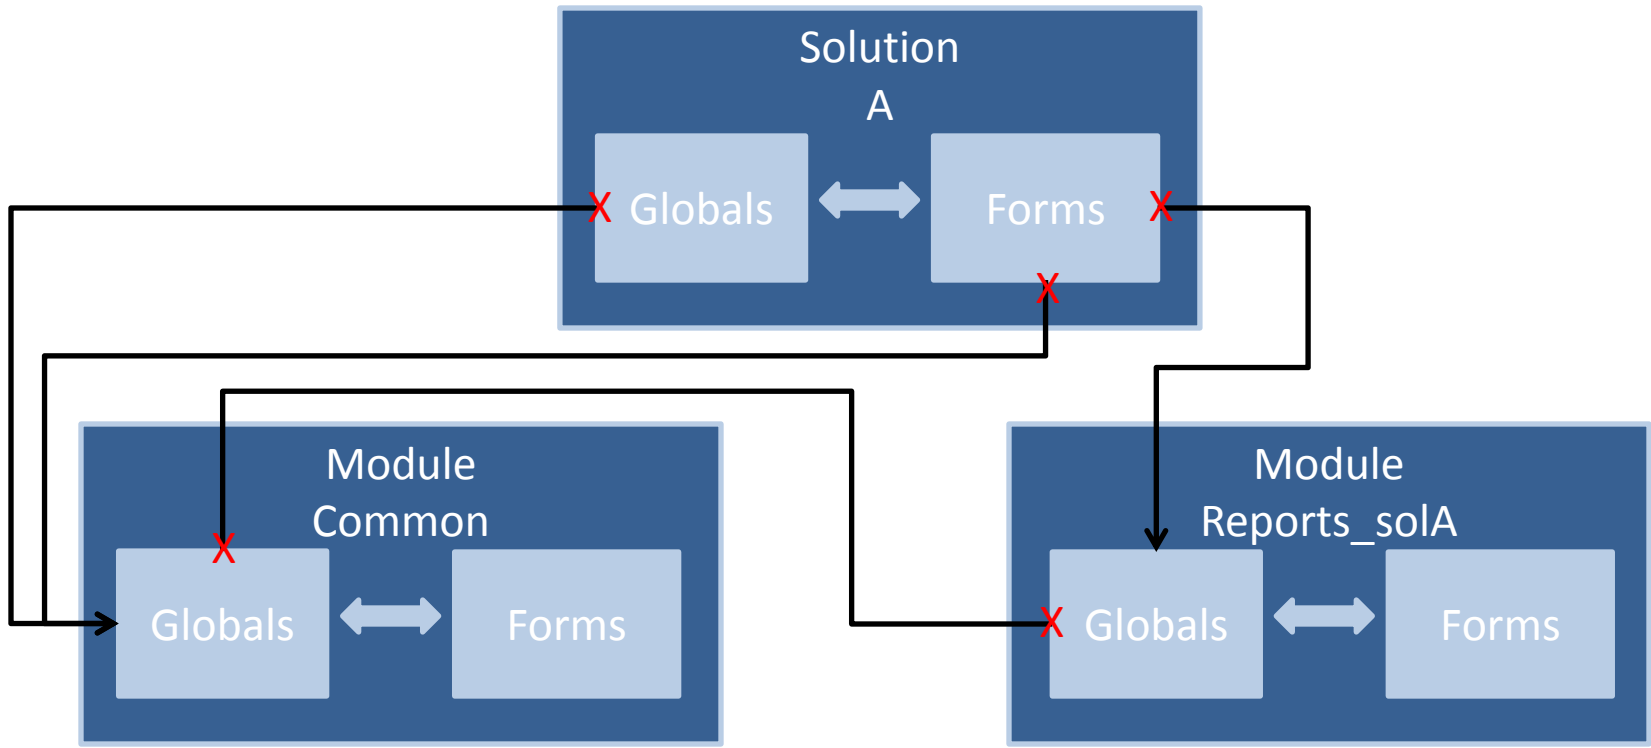 Solution
A
X Globals
Forms X
X
Module
Common
X
Globals
Forms
Module
Reports_solA
X Globals
Forms